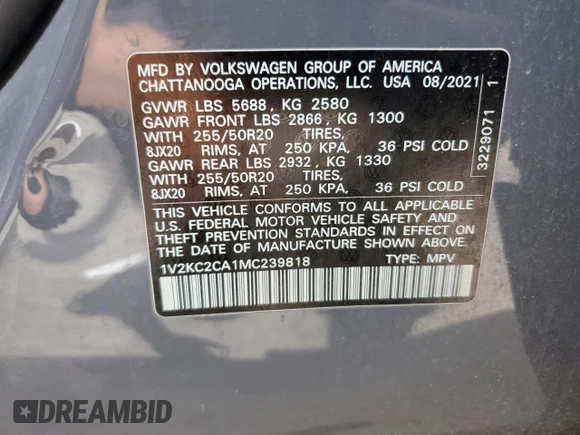 MFD BY VOLKSWAGEN GROUP OF AMERICA
CHATTANOOGA OPERATIONS, LLC. USA 08/2021
GVWR LBS 5688, KG 2580
GAWR FRONT LBS 2866, KG 1300
WITH 255/50R20 TIRES,
8JX20 RIMS, AT 250 KPA, 36 PSI COLD
GAWR REAR LBS 2932, KG 1330
WITH 255/50R20 TIRES,
8JX20 RIMS, AT 250 KPA, 36 PSI COLD
THIS VEHICLE CONFORMS TO ALL APPLICABLE
U.S. FEDERAL MOTOR VEHICLE SAFETY AND
THEFT PREVENTION STANDARDS IN EFFECT ON
THE DATE OF MANUFACTURE SHOWN ABOVE.
1V2KC2CA1MC239818 TYPE: MPV
3229071 1
DREAMBID